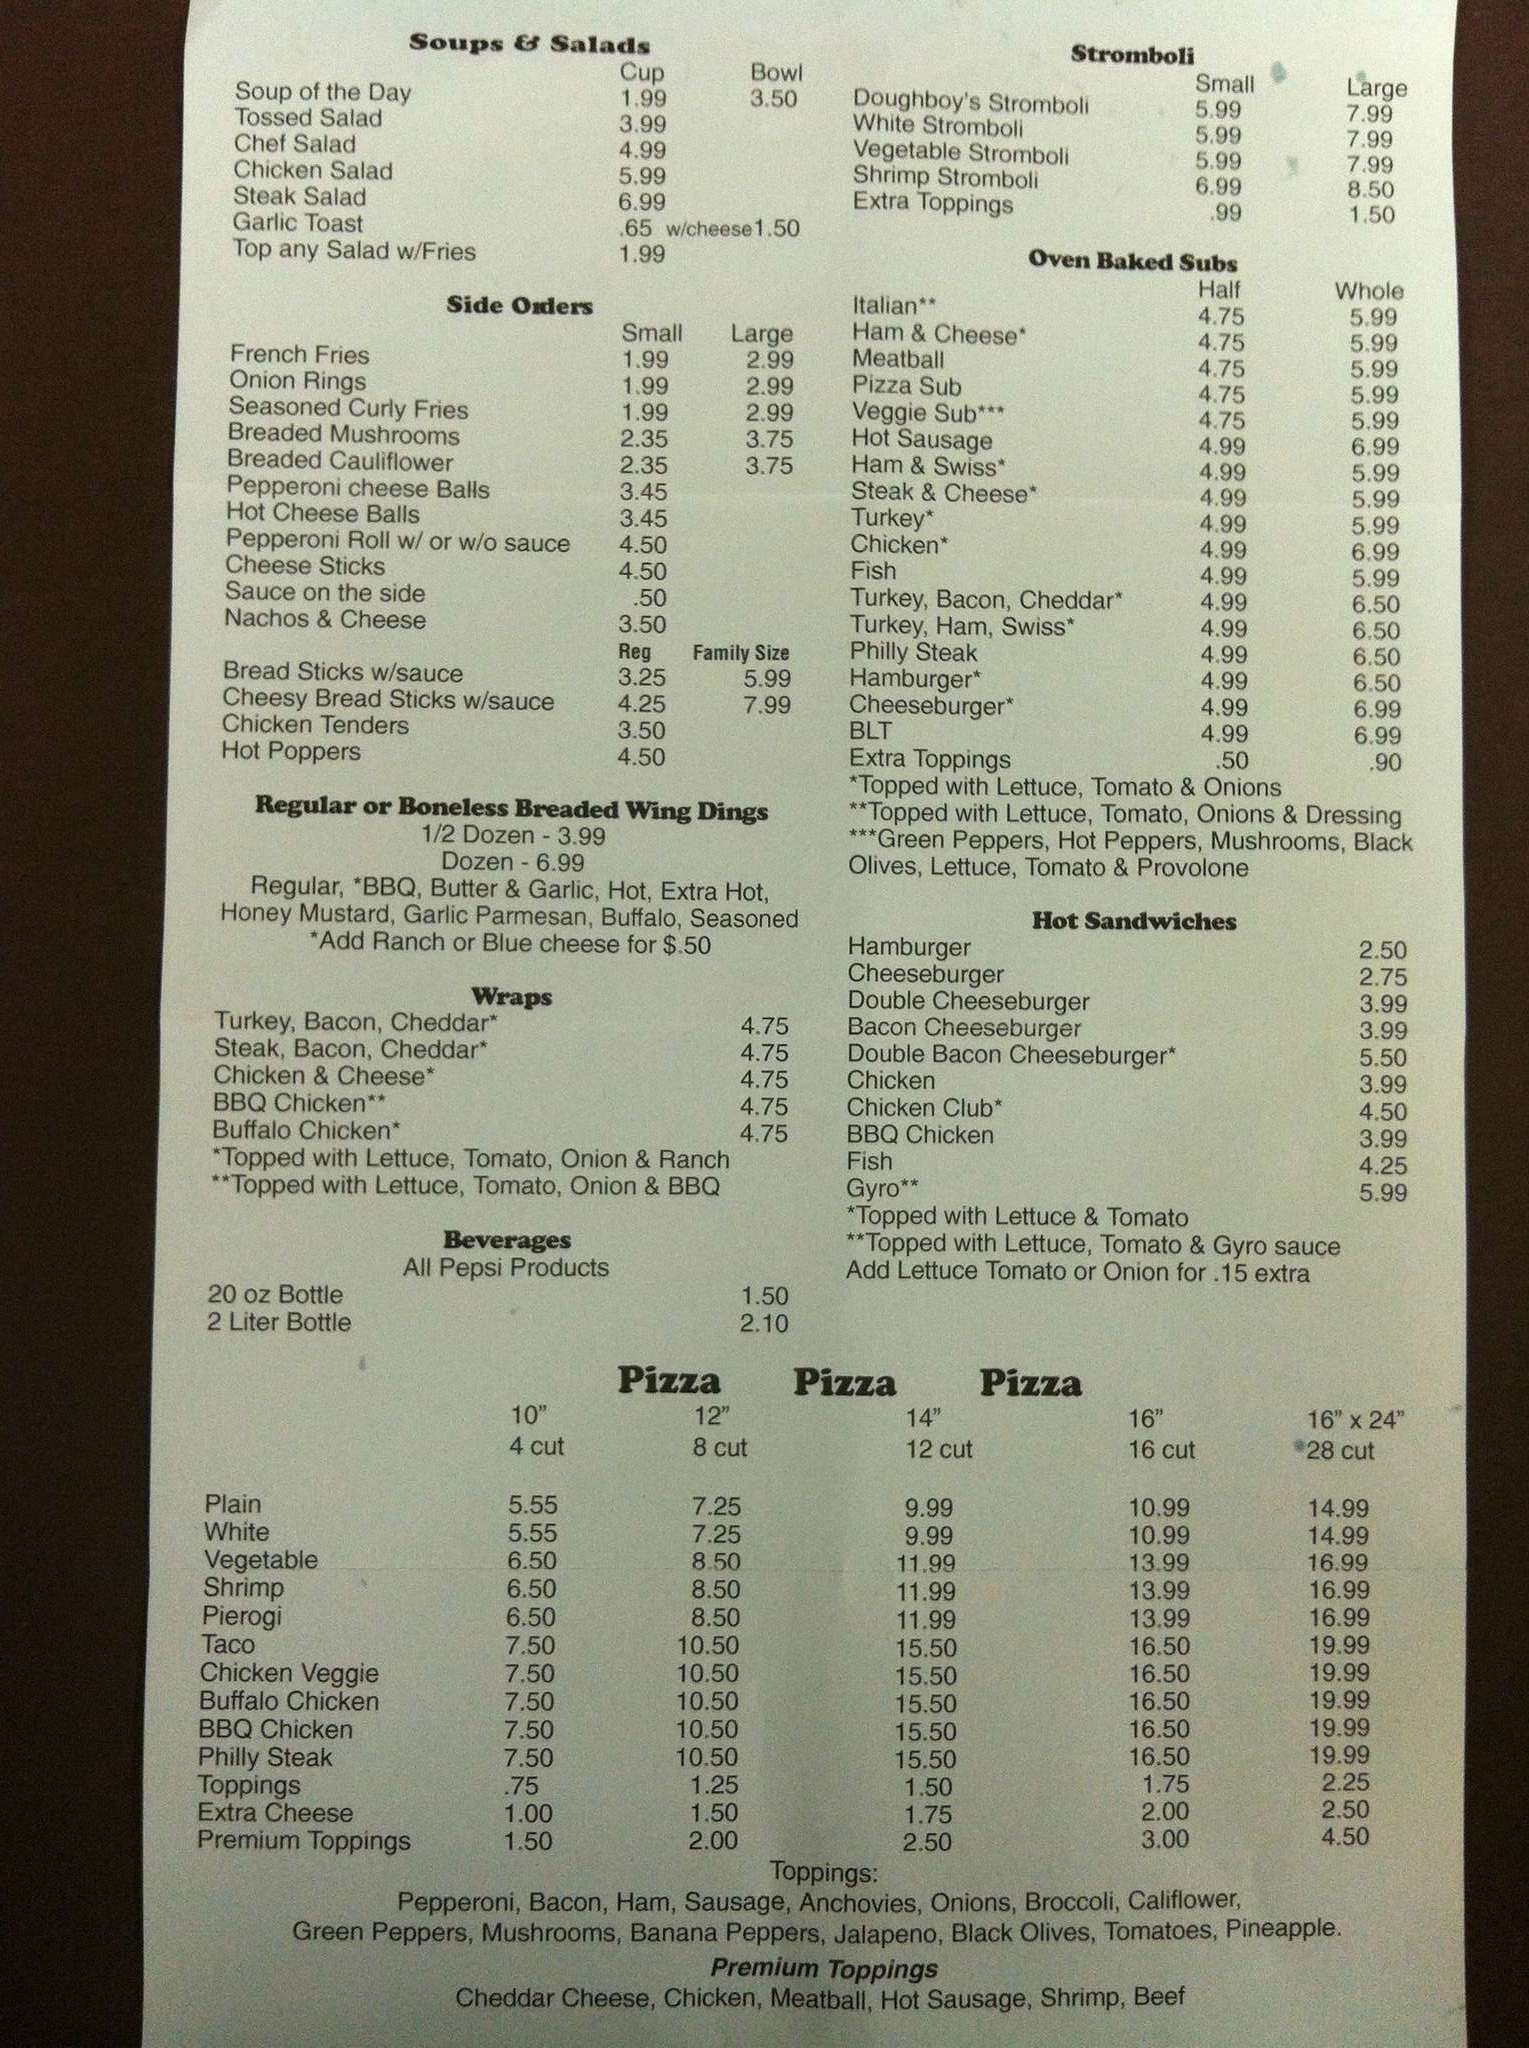 Soups & Salads
Cup Bowl
Soup of the Day 1.99 3.50
Tossed Salad 3.99
Chef Salad 4.99
Chicken Salad 5.99
Steak Salad 6.99
Garlic Toast .65 w/cheese1.50
Top any Salad w/Fries 1.99
Side Orders
Small Large
French Fries 1.99 2.99
Onion Rings 1.99 2.99
Seasoned Curly Fries 1.99 2.99
Breaded Mushrooms 2.35 3.75
Breaded Cauliflower 2.35 3.75
Pepperoni cheese Balls 3.45
Hot Cheese Balls 3.45
Pepperoni Roll w/ or w/o sauce 4.50
Cheese Sticks 4.50
Sauce on the side .50
Nachos & Cheese 3.50
Reg Family Size
Bread Sticks w/sauce 3.25 5.99
Cheesy Bread Sticks w/sauce 4.25 7.99
Chicken Tenders 3.50
Hot Poppers 4.50
Regular or Boneless Breaded Wing Dings
1/2 Dozen - 3.99
Dozen - 6.99
Regular, *BBQ, Butter & Garlic, Hot, Extra Hot,
Honey Mustard, Garlic Parmesan, Buffalo, Seasoned
*Add Ranch or Blue cheese for $.50
Wraps
Turkey, Bacon, Cheddar* 4.75
Steak, Bacon, Cheddar* 4.75
Chicken & Cheese* 4.75
BBQ Chicken** 4.75
Buffalo Chicken* 4.75
*Topped with Lettuce, Tomato, Onion & Ranch
**Topped with Lettuce, Tomato, Onion & BBQ
Beverages
All Pepsi Products
20 oz Bottle 1.50
2 Liter Bottle 2.10
Stromboli
Small Large
Doughboy's Stromboli 5.99 7.99
White Stromboli 5.99 7.99
Vegetable Stromboli 5.99 7.99
Shrimp Stromboli 6.99 8.50
Extra Toppings .99 1.50
Oven Baked Subs
Half Whole
Italian** 4.75 5.99
Ham & Cheese* 4.75 5.99
Meatball 4.75 5.99
Pizza Sub 4.75 5.99
Veggie Sub*** 4.75 5.99
Hot Sausage 4.99 6.99
Ham & Swiss* 4.99 5.99
Steak & Cheese* 4.99 5.99
Turkey* 4.99 5.99
Chicken* 4.99 6.99
Fish 4.99 5.99
Turkey, Bacon, Cheddar* 4.99 6.50
Turkey, Ham, Swiss* 4.99 6.50
Philly Steak 4.99 6.50
Hamburger* 4.99 6.50
Cheeseburger* 4.99 6.99
BLT 4.99 6.99
Extra Toppings .50 .90
*Topped with Lettuce, Tomato & Onions
**Topped with Lettuce, Tomato, Onions & Dressing
***Green Peppers, Hot Peppers, Mushrooms, Black
Olives, Lettuce, Tomato & Provolone
Hot Sandwiches
Hamburger 2.50
Cheeseburger 2.75
Double Cheeseburger 3.99
Bacon Cheeseburger 3.99
Double Bacon Cheeseburger* 5.50
Chicken 3.99
Chicken Club* 4.50
BBQ Chicken 3.99
Fish 4.25
Gyro** 5.99
*Topped with Lettuce & Tomato
**Topped with Lettuce, Tomato & Gyro sauce
Add Lettuce Tomato or Onion for .15 extra
Pizza Pizza Pizza
10” 12” 14” 16” 16” x 24”
4 cut 8 cut 12 cut 16 cut 28 cut
Plain 5.55 7.25 9.99 10.99 14.99
White 5.55 7.25 9.99 10.99 14.99
Vegetable 6.50 8.50 11.99 13.99 16.99
Shrimp 6.50 8.50 11.99 13.99 16.99
Pierogi 6.50 8.50 11.99 13.99 16.99
Taco 7.50 10.50 15.50 16.50 19.99
Chicken Veggie 7.50 10.50 15.50 16.50 19.99
Buffalo Chicken 7.50 10.50 15.50 16.50 19.99
BBQ Chicken 7.50 10.50 15.50 16.50 19.99
Philly Steak 7.50 10.50 15.50 16.50 19.99
Toppings .75 1.25 1.50 1.75 2.25
Extra Cheese 1.00 1.50 1.75 2.00 2.50
Premium Toppings 1.50 2.00 2.50 3.00 4.50
Toppings:
Pepperoni, Bacon, Ham, Sausage, Anchovies, Onions, Broccoli, Califlower,
Green Peppers, Mushrooms, Banana Peppers, Jalapeno, Black Olives, Tomatoes, Pineapple.
Premium Toppings
Cheddar Cheese, Chicken, Meatball, Hot Sausage, Shrimp, Beef